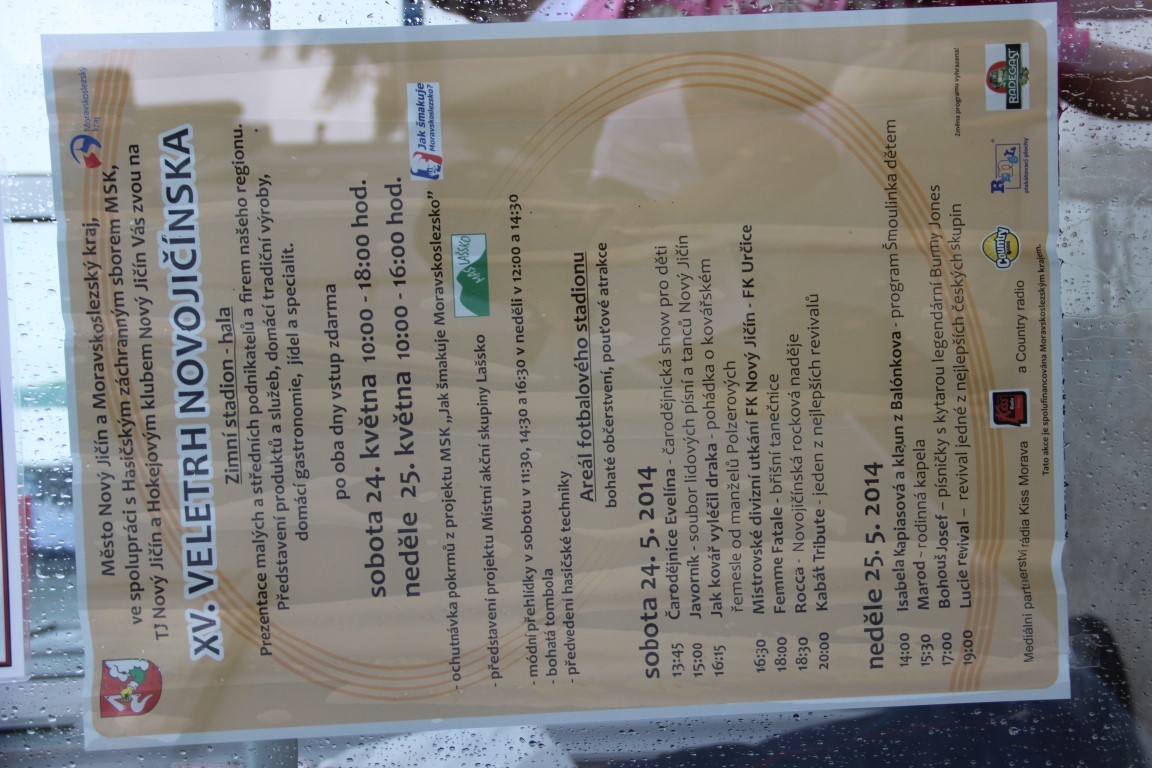 Moravskoslezský
kraj
Město Nový Jičín a Moravskoslezský kraj,
ve spolupráci s Hasičským záchranným sborem MSK,
TJ Nový Jičín a Hokejovým klubem Nový Jičín Vás zvou na
XV. VELETRH NOVOJIČÍNSKA
Zimní stadion - hala
Prezentace malých a středních podnikatelů a firem našeho regionu.
Představení produktů a služeb, domácí tradiční výroby,
domácí gastronomie, jídel a specialit.
po oba dny vstup zdarma
sobota 24. května 10:00 - 18:00 hod.
neděle 25. května 10:00 - 16:00 hod.
- ochutnávka pokrmů z projektu MSK „Jak šmakuje Moravskoslezsko”
Jak šmakuje
Moravskoslezsko?
- představení projektu Místní akční skupiny Lašsko
MAS LAŠSKO
- módní přehlídky v sobotu v 11:30, 14:30 a 16:30 v neděli v 12:00 a 14:30
- bohatá tombola
- předvedení hasičské techniky
Areál fotbalového stadionu
bohaté občerstvení, pouťové atrakce
sobota 24. 5. 2014
13:45 Čarodějnice Evelína - čarodějnická show pro děti
15:00 Javorník - soubor lidových písní a tanců Nový Jičín
16:15 Jak kovář vyléčil draka - pohádka o kovářském
řemesle od manželů Polzerových
16:30 Mistrovské divizní utkání FK Nový Jičín - FK Určice
18:00 Femme Fatale - břišní tanečnice
18:30 Rocca - Novojičínská rocková naděje
20:00 Kabát Tribute - jeden z nejlepších revivalů
neděle 25. 5. 2014
14:00 Isabela Kapiasová a klaun z Balónkova - program Šmoulinka dětem
15:30 Marod - rodinná kapela
17:00 Bohouš Josef – písničky s kytarou legendární Bunny Jones
19:00 Lucie revival – revival jedné z nejlepších českých skupin
Změna programu vyhrazena!
Mediální partnerství rádia Kiss Morava
KISS
a Country radio
Country
plakátovací plochy
RADEGAST
Tato akce je spolufinancována Moravskoslezským krajem.